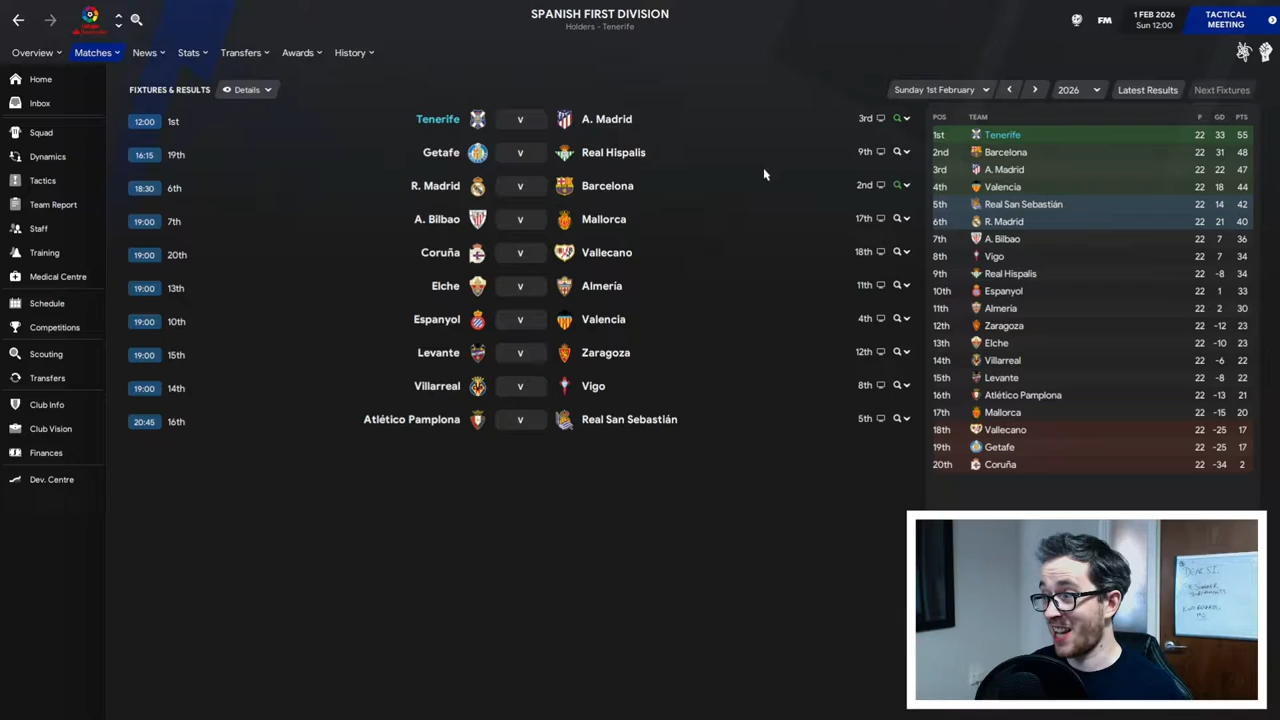 SPANISH FIRST DIVISION
Holders - Tenerife
1 FEB 2026
Sun 12:00
FM
TACTICAL
MEETING
Overview
Matches
News
Stats
Transfers
Awards
History
Home
Inbox
Squad
Dynamics
Tactics
Team Report
Staff
Training
Medical Centre
Schedule
Competitions
Scouting
Transfers
Club Info
Club Vision
Finances
Dev. Centre
FIXTURES & RESULTS
Details
Sunday 1st February
2026
Latest Results
Next Fixtures
12:00 1st Tenerife v A. Madrid 3rd
16:15 19th Getafe v Real Hispalis 9th
18:30 6th R. Madrid v Barcelona 2nd
19:00 7th A. Bilbao v Mallorca 17th
19:00 20th Coruña v Vallecano 18th
19:00 13th Elche v Almería 11th
19:00 10th Espanyol v Valencia 4th
19:00 15th Levante v Zaragoza 12th
19:00 14th Villarreal v Vigo 8th
20:45 16th Atlético Pamplona v Real San Sebastián 5th
POS TEAM P GD PTS
1st Tenerife 22 33 55
2nd Barcelona 22 31 48
3rd A. Madrid 22 22 47
4th Valencia 22 18 44
5th Real San Sebastián 22 14 42
6th R. Madrid 22 21 40
7th A. Bilbao 22 7 36
8th Vigo 22 7 34
9th Real Hispalis 22 -8 34
10th Espanyol 22 1 33
11th Almería 22 2 30
12th Zaragoza 22 -12 23
13th Elche 22 -10 23
14th Villarreal 22 -6 22
15th Levante 22 -8 22
16th Atlético Pamplona 22 -13 21
17th Mallorca 22 -15 20
18th Vallecano 22 -25 17
19th Getafe 22 -25 17
20th Coruña 22 -34 2
DEAR S.I.